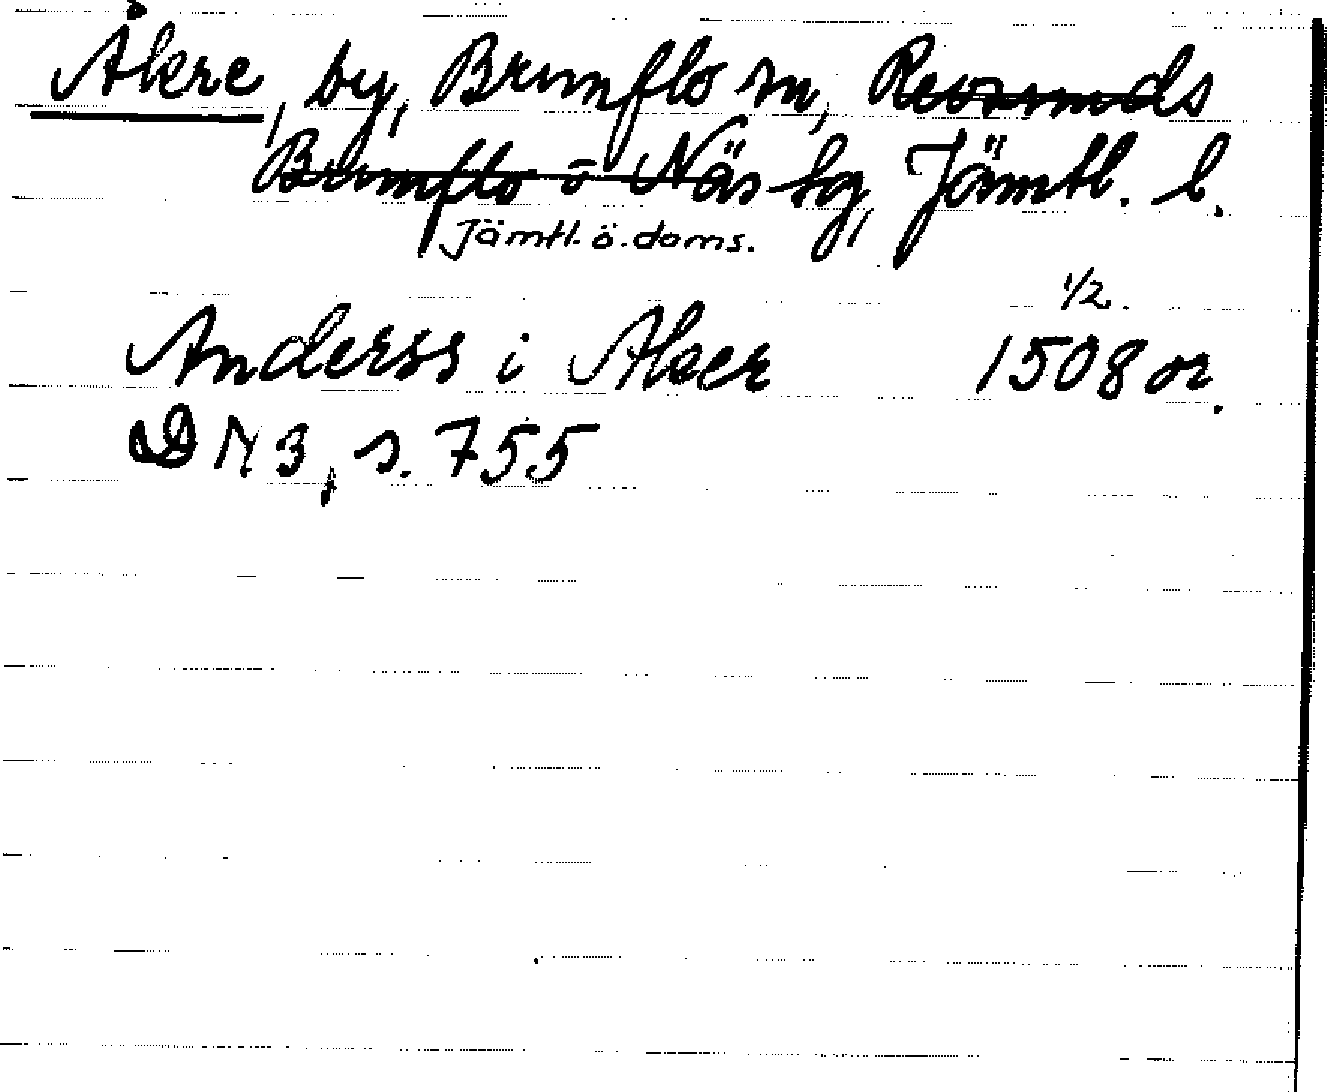 Åkre, by, Brunflo sn, Revsunds
Brunflo o Näs tg, Jämtl. l.
Jämtl. ö. doms.
1/2.
Anderss i Aker 1508 or.
DN 3, s. 755